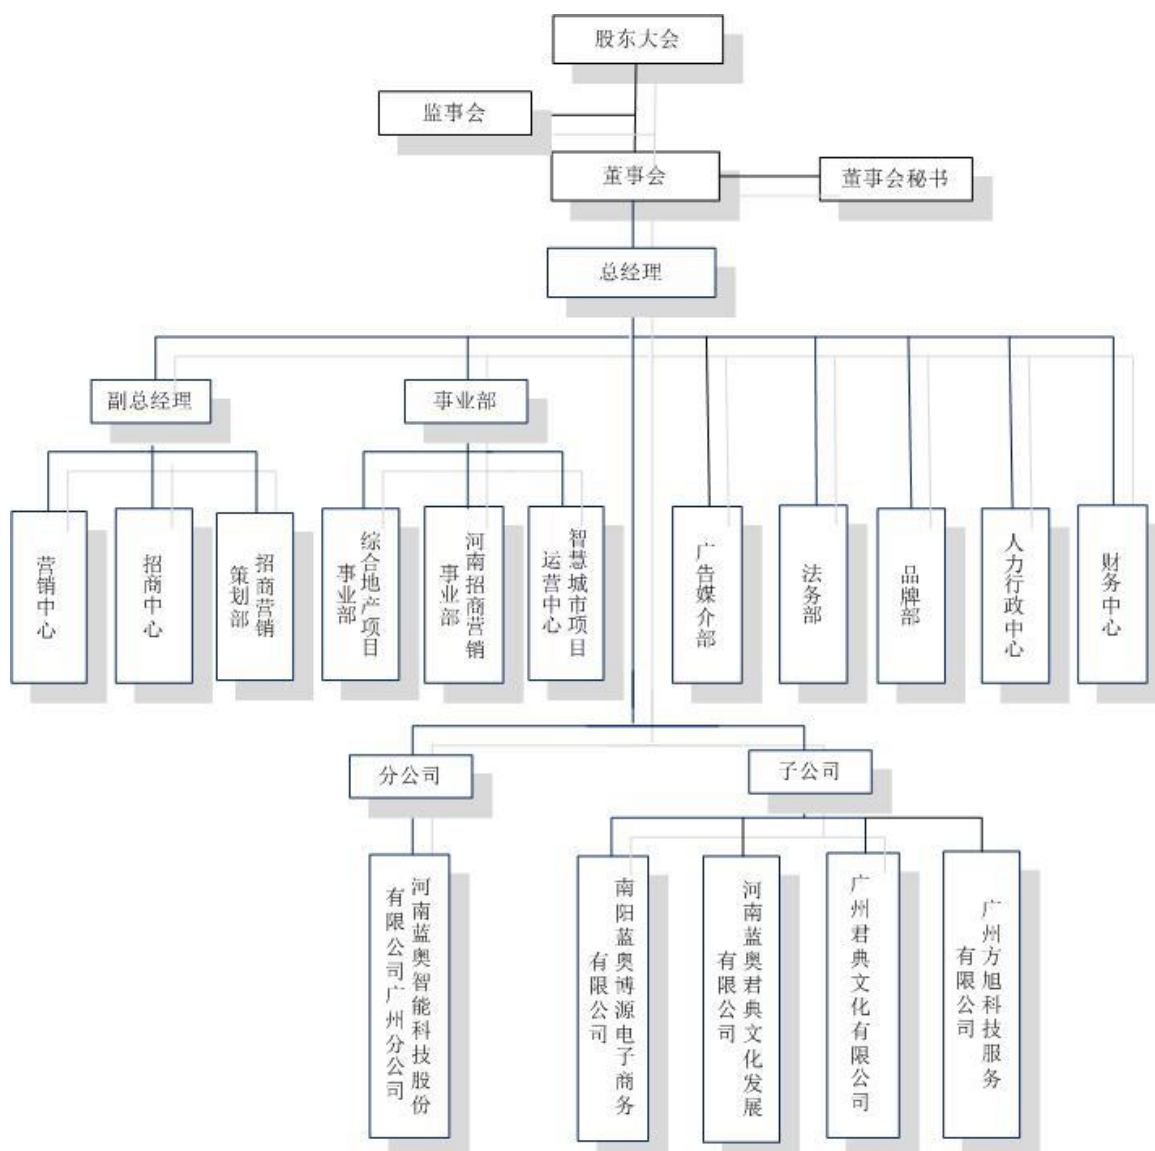 股东大会
监事会
董事会
董事会秘书
总经理
副总经理
事业部
营销中心
招商中心
招商营销
策划部
综合地产项目
事业部
河南招商营销
事业部
智慧城市项目
运营中心
广告媒介部
法务部
品牌部
人力行政中心
财务中心
分公司
子公司
河南蓝奥智能科技股份
有限公司广州分公司
南阳蓝奥博源电子商务
有限公司
河南蓝奥君典文化发展
有限公司
广州君典文化有限公司
广州方旭科技服务
有限公司